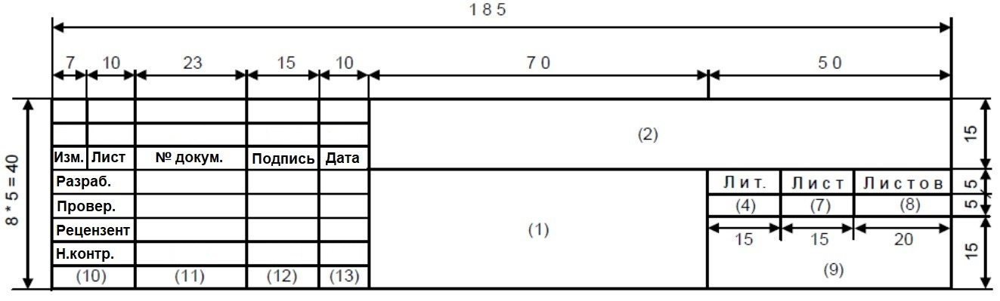 185
7 10 23 15 10 70 50
(2)
15
Изм. Лист № докум. Подпись Дата
8 * 5 = 40
Разраб.
Лит. Лист Листов 5
Провер.
(4) (7) (8) 5
Рецензент
(1)
15 15 20
15
Н.контр.
(9)
(10) (11) (12) (13)